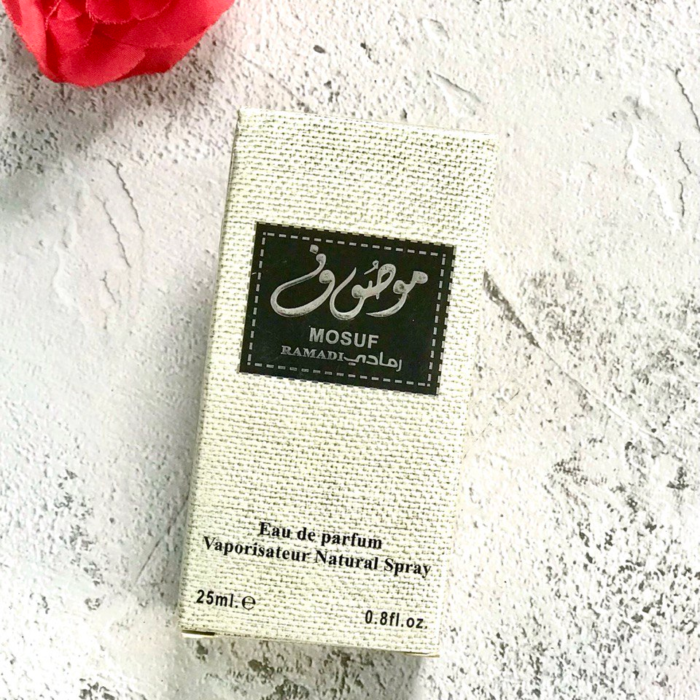 موصوف
MOSUF
RAMADI رمادي
Eau de parfum
Vaporisateur Natural Spray
25ml. ℮
0.8fl.oz.